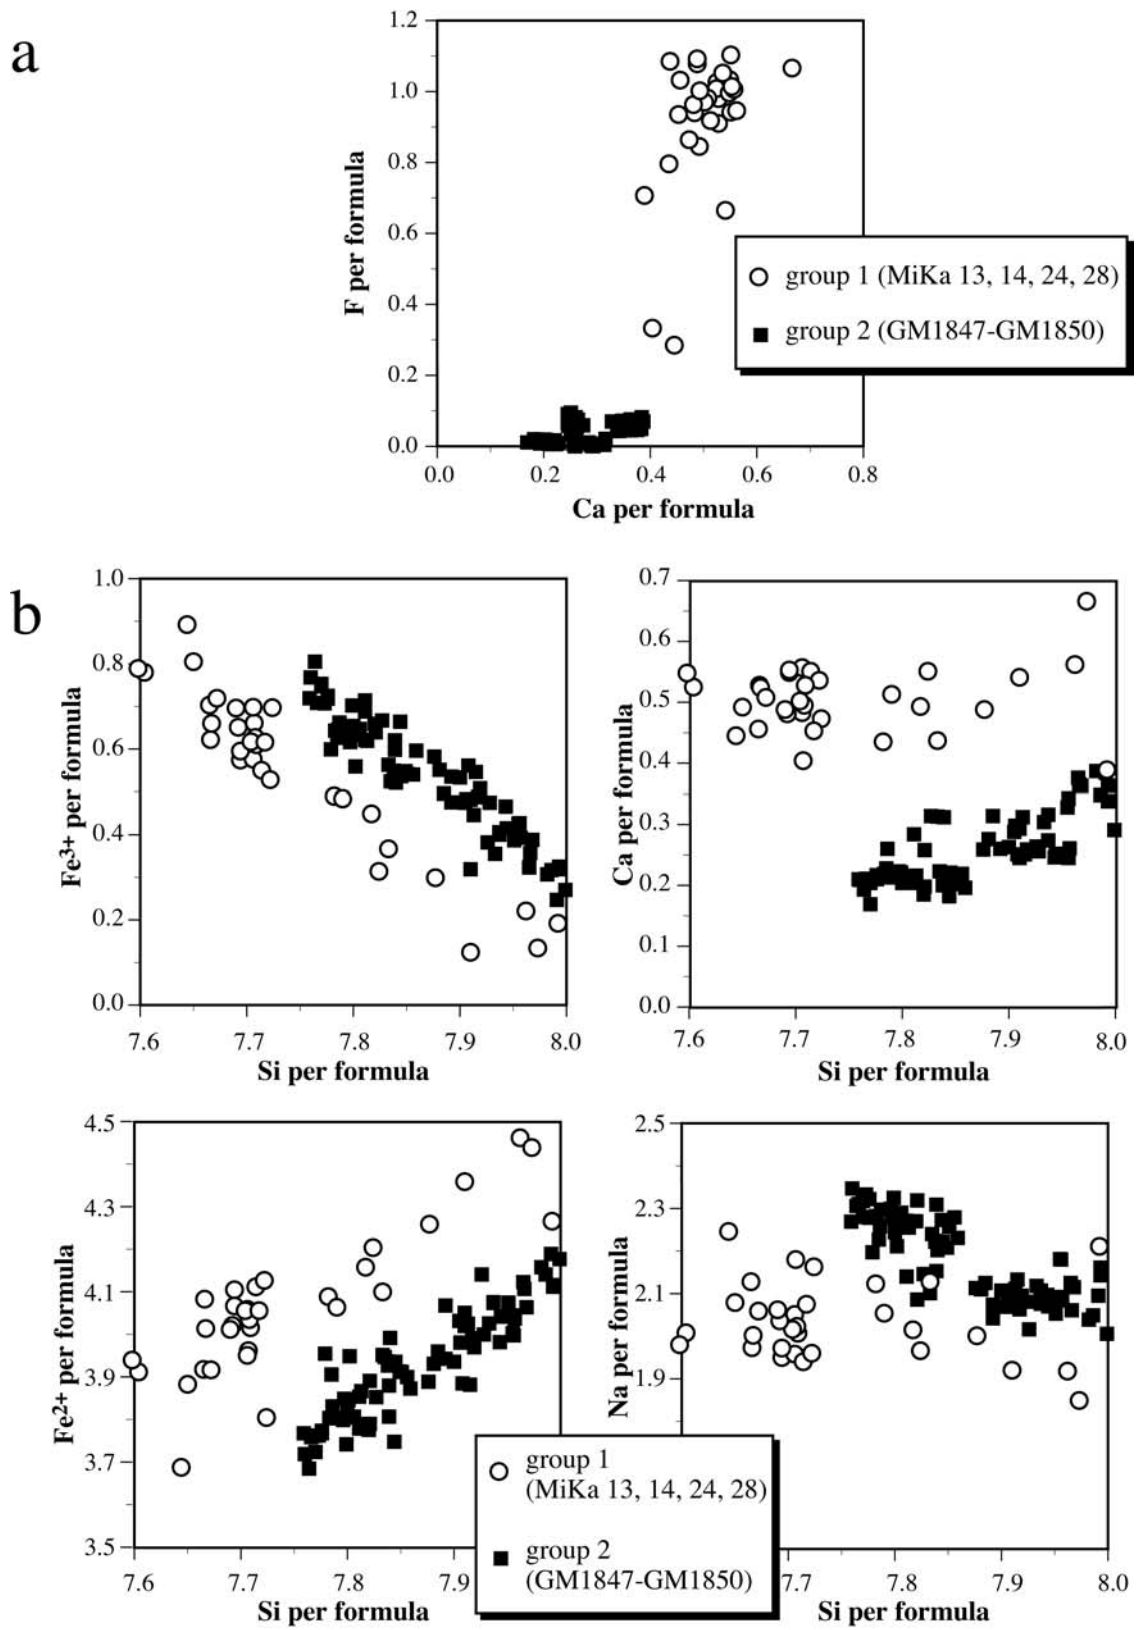 a
1.2
1.0
0.8
0.6
0.4
0.2
0.0
F per formula
0.0 0.2 0.4 0.6 0.8
Ca per formula
group 1 (MiKa 13, 14, 24, 28)
group 2 (GM1847-GM1850)
b
1.0
0.8
0.6
0.4
0.2
0.0
Fe3+ per formula
7.6 7.7 7.8 7.9 8.0
Si per formula
0.7
0.6
0.5
0.4
0.3
0.2
0.1
0.0
Ca per formula
7.6 7.7 7.8 7.9 8.0
Si per formula
4.5
4.3
4.1
3.9
3.7
3.5
Fe2+ per formula
7.6 7.7 7.8 7.9
Si per formula
2.5
2.3
2.1
1.9
Na per formula
7.7 7.8 7.9 8.0
Si per formula
group 1
(MiKa 13, 14, 24, 28)
group 2
(GM1847-GM1850)